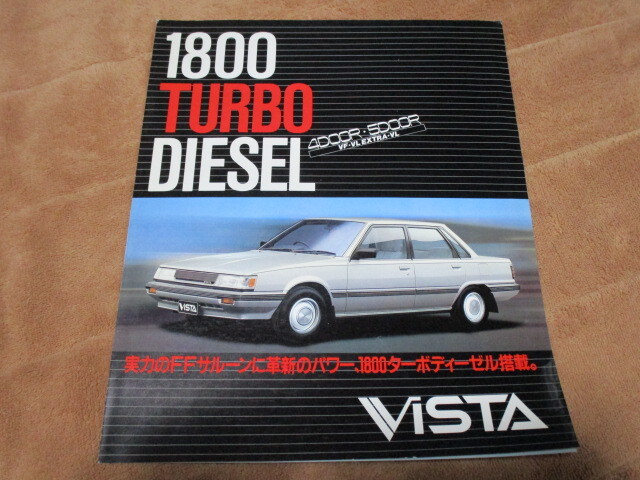 1800
TURBO
DIESEL
4DOOR・5DOOR
VF・VL EXTRA・VL
VISTA
実力のFFサルーンに革新のパワー、1800ターボディーゼル搭載。
VISTA